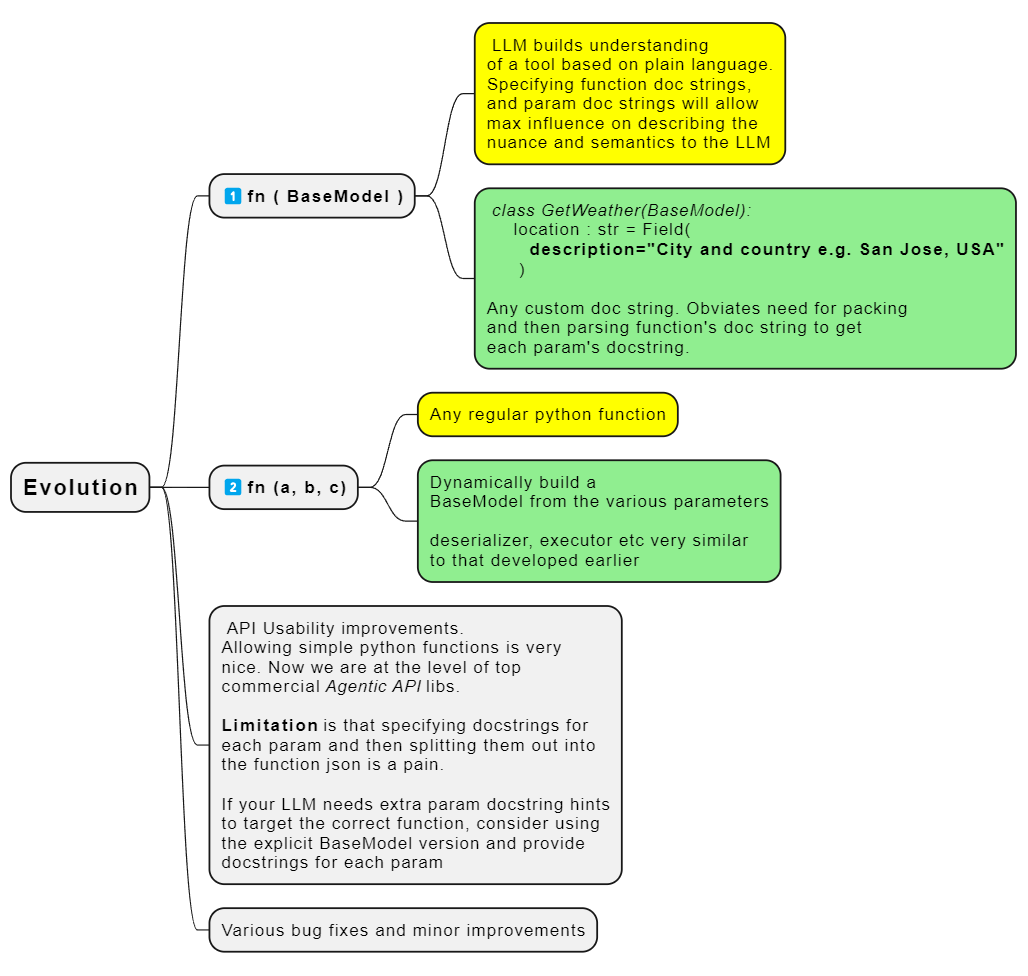 LLM builds understanding
of a tool based on plain language.
Specifying function doc strings,
and param doc strings will allow
max influence on describing the
nuance and semantics to the LLM
1 fn ( BaseModel )
class GetWeather(BaseModel):
location : str = Field(
description="City and country e.g. San Jose, USA"
)
Any custom doc string. Obviates need for packing
and then parsing function's doc string to get
each param's docstring.
Any regular python function
Evolution
2 fn (a, b, c)
Dynamically build a
BaseModel from the various parameters
deserializer, executor etc very similar
to that developed earlier
API Usability improvements.
Allowing simple python functions is very
nice. Now we are at the level of top
commercial Agentic API libs.
Limitation is that specifying docstrings for
each param and then splitting them out into
the function json is a pain.
If your LLM needs extra param docstring hints
to target the correct function, consider using
the explicit BaseModel version and provide
docstrings for each param
Various bug fixes and minor improvements